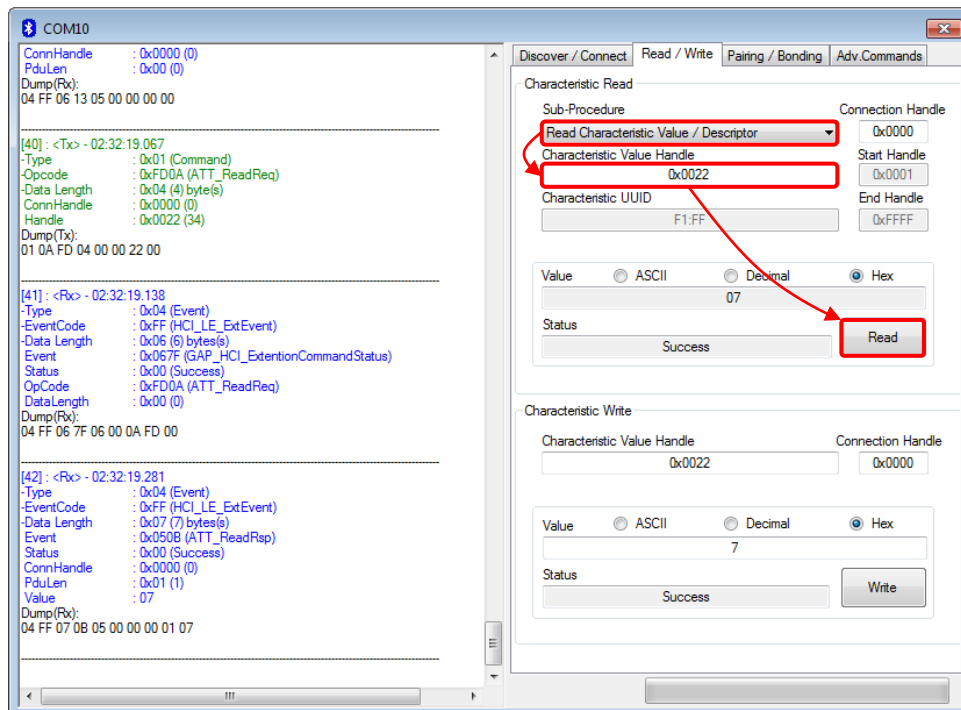 COM10
ConnHandle : 0x0000 (0)
PduLen : 0x00 (0)
Dump(Rx):
04 FF 06 13 05 00 00 00 00
[40] : <Tx> - 02:32:19.067
-Type : 0x01 (Command)
-Opcode : 0xFD0A (ATT_ReadReq)
-Data Length : 0x04 (4) byte(s)
ConnHandle : 0x0000 (0)
Handle : 0x0022 (34)
Dump(Tx):
01 0A FD 04 00 00 22 00
[41] : <Rx> - 02:32:19.138
-Type : 0x04 (Event)
-EventCode : 0xFF (HCI_LE_ExtEvent)
-Data Length : 0x06 (6) bytes(s)
Event : 0x067F (GAP_HCI_ExtentionCommandStatus)
Status : 0x00 (Success)
OpCode : 0xFD0A (ATT_ReadReq)
DataLength : 0x00 (0)
Dump(Rx):
04 FF 06 7F 06 00 0A FD 00
[42] : <Rx> - 02:32:19.281
-Type : 0x04 (Event)
-EventCode : 0xFF (HCI_LE_ExtEvent)
-Data Length : 0x07 (7) bytes(s)
Event : 0x050B (ATT_ReadRsp)
Status : 0x00 (Success)
ConnHandle : 0x0000 (0)
PduLen : 0x01 (1)
Value : 07
Dump(Rx):
04 FF 07 0B 05 00 00 00 01 07
Discover / Connect Read / Write Pairing / Bonding Adv.Commands
Characteristic Read
Sub-Procedure Connection Handle
Read Characteristic Value / Descriptor 0x0000
Characteristic Value Handle Start Handle
0x0022 0x0001
Characteristic UUID End Handle
F1:FF 0xFFFF
Value ASCII Decimal Hex
07
Status
Success Read
Characteristic Write
Characteristic Value Handle Connection Handle
0x0022 0x0000
Value ASCII Decimal Hex
7
Status
Success Write